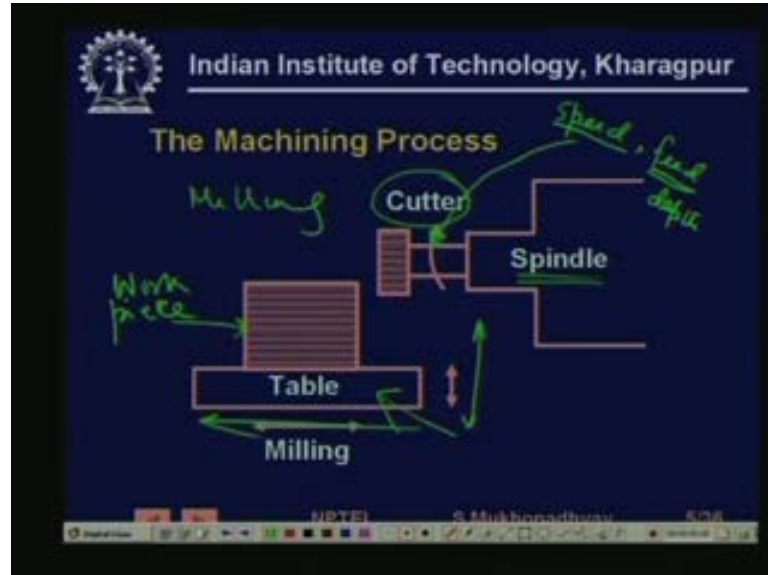 Indian Institute of Technology, Kharagpur
The Machining Process
Speed, feed
depth
Milling
Cutter
Spindle
Work
piece
Table
Milling
NPTEL S.Mukhopadhyay 5/36